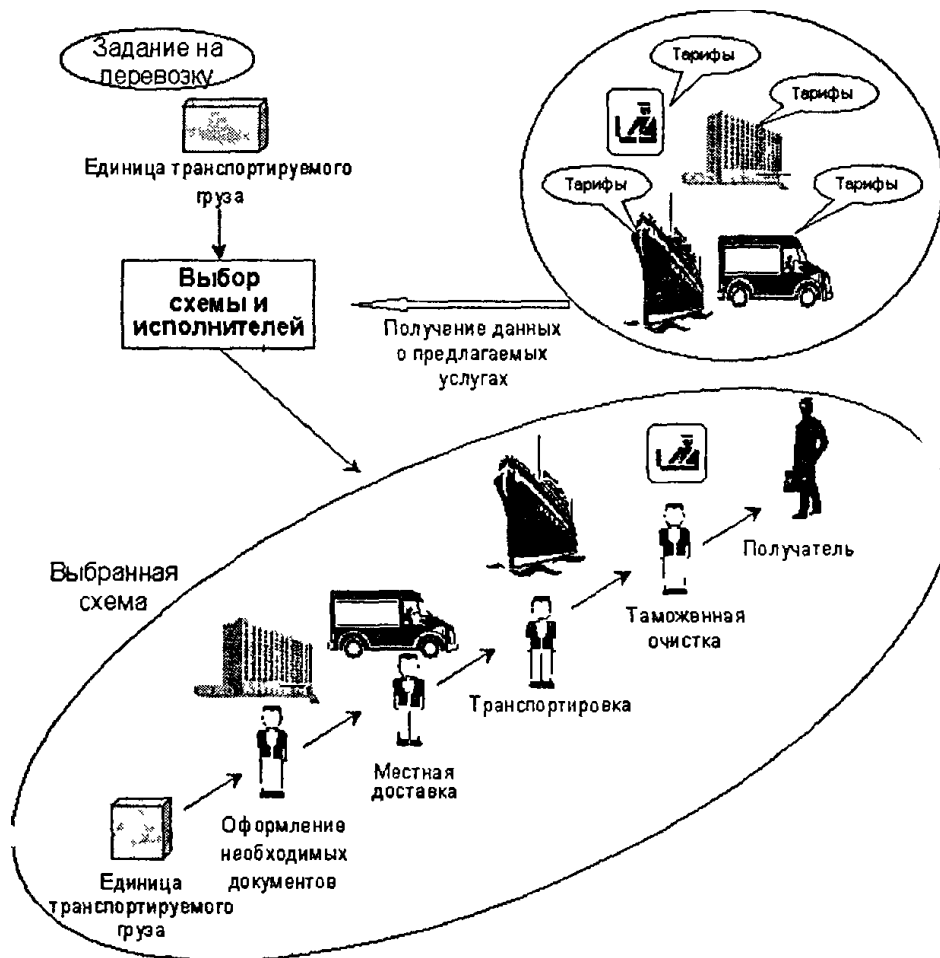 Задание на
перевозку
Единица транспортируемого
груза
Выбор
схемы и
исполнителей
Тарифы
Тарифы
Тарифы
Тарифы
Получение данных
о предлагаемых
услугах
Выбранная
схема
Получатель
Таможенная
очистка
Транспортировка
Местная
доставка
Оформление
необходимых
документов
Единица
транспортируемого
груза